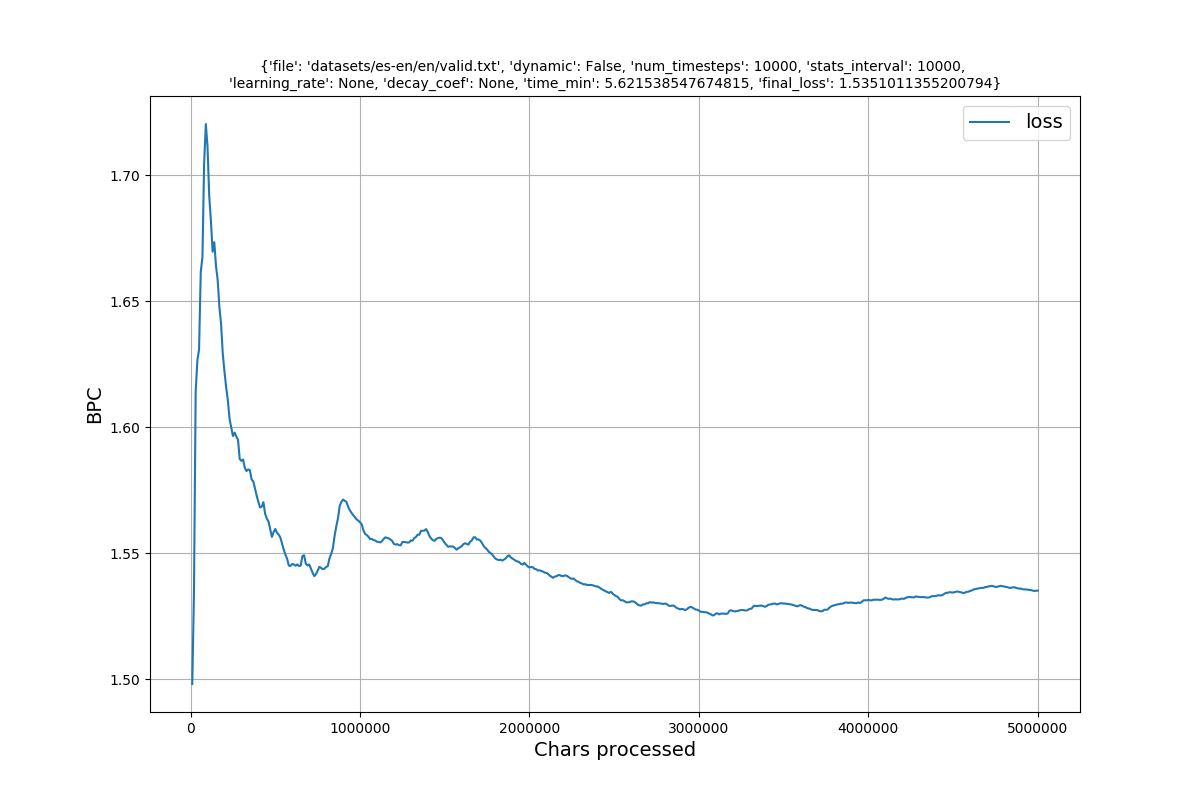 {'file': 'datasets/es-en/en/valid.txt', 'dynamic': False, 'num_timesteps': 10000, 'stats_interval': 10000,
'learning_rate': None, 'decay_coef': None, 'time_min': 5.621538547674815, 'final_loss': 1.5351011355200794}
loss
1.70
1.65
1.60
1.55
1.50
BPC
0 1000000 2000000 3000000 4000000 5000000
Chars processed